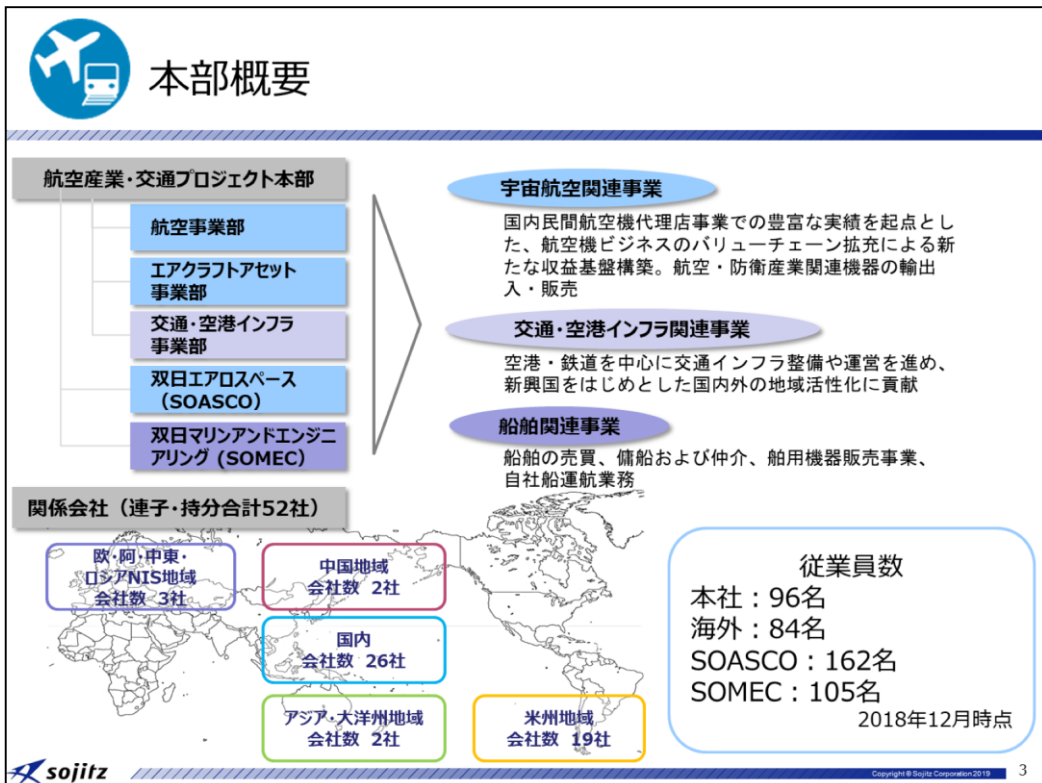 本部概要
航空産業・交通プロジェクト本部
航空事業部
エアクラフトアセット
事業部
交通・空港インフラ
事業部
双日エアロスペース
（SOASCO）
双日マリンアンドエンジニ
アリング (SOMEC)
宇宙航空関連事業
国内民間航空機代理店事業での豊富な実績を起点とし
た、航空機ビジネスのバリューチェーン拡充による新
たな収益基盤構築。航空・防衛産業関連機器の輸出
入・販売
交通・空港インフラ関連事業
空港・鉄道を中心に交通インフラ整備や運営を進め、
新興国をはじめとした国内外の地域活性化に貢献
船舶関連事業
船舶の売買、傭船および仲介、舶用機器販売事業、
自社船運航業務
関係会社（連子・持分合計52社）
欧・阿・中東・
ロシアNIS地域
会社数 3社
中国地域
会社数 2社
国内
会社数 26社
アジア・大洋州地域
会社数 2社
米州地域
会社数 19社
従業員数
本社：96名
海外：84名
SOASCO：162名
SOMEC：105名
2018年12月時点
sojitz
Copyright © Sojitz Corporation 2019
3